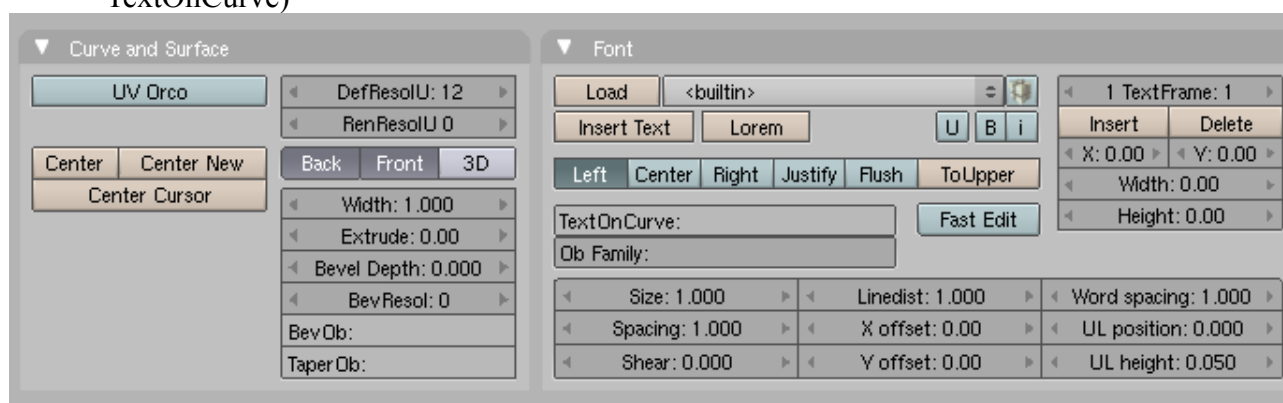 TextOnCurve)
Curve and Surface
UV Orco
DefResolU: 12
RenResolU 0
Center Center New
Center Cursor
Back Front 3D
Width: 1.000
Extrude: 0.00
Bevel Depth: 0.000
BevResol: 0
BevOb:
TaperOb:
Font
Load <builtin>
Insert Text Lorem U B i
Left Center Right Justify Flush ToUpper
TextOnCurve: Fast Edit
Ob Family:
1 TextFrame: 1
Insert Delete
X: 0.00 Y: 0.00
Width: 0.00
Height: 0.00
Size: 1.000 Linedist: 1.000 Word spacing: 1.000
Spacing: 1.000 X offset: 0.00 UL position: 0.000
Shear: 0.000 Y offset: 0.00 UL height: 0.050